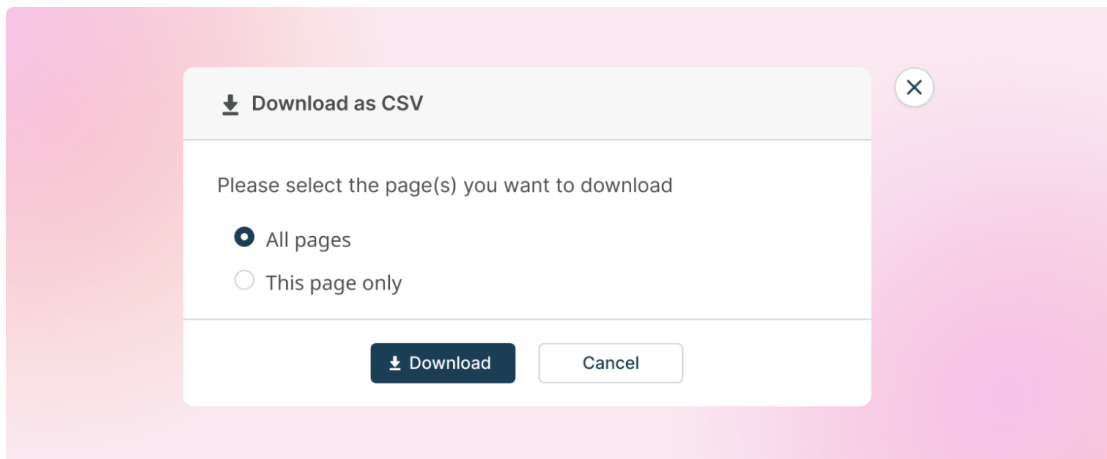 Download as CSV
Please select the page(s) you want to download
All pages
This page only
Download
Cancel